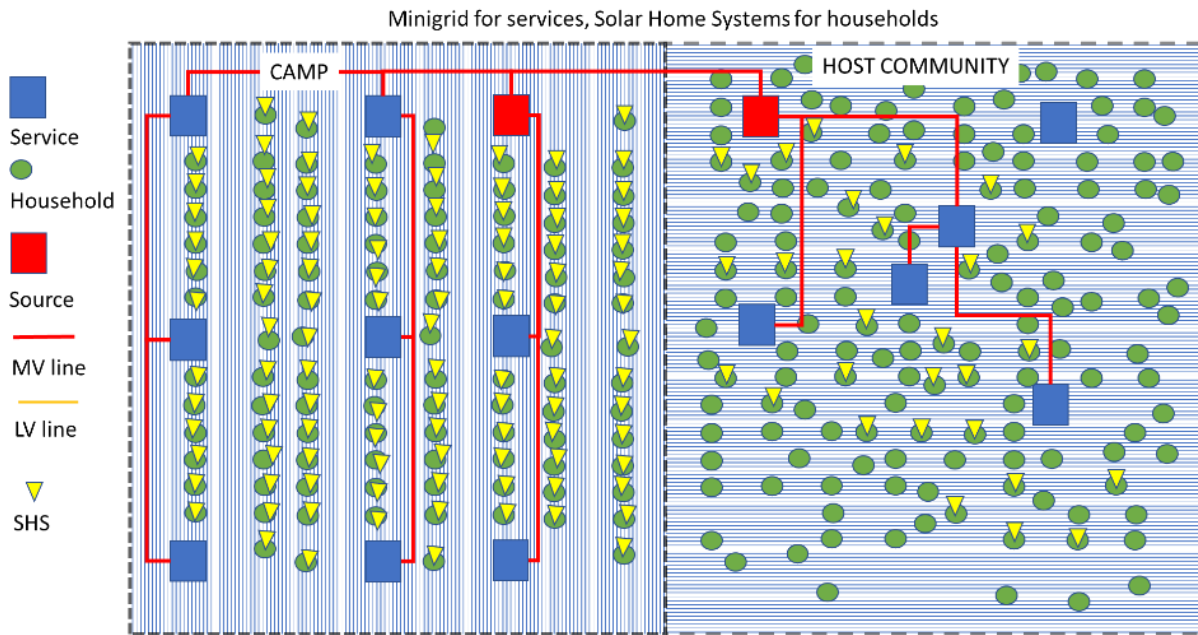 Minigrid for services, Solar Home Systems for households
CAMP
HOST COMMUNITY
Service
Household
Source
MV line
LV line
SHS